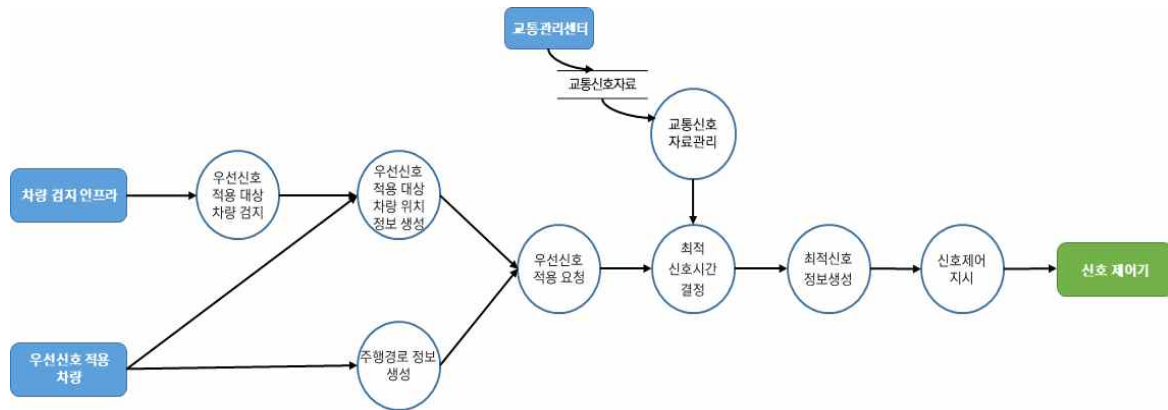 교통관리센터
교통신호자료
교통신호
자료관리
차량 검지 인프라
우선신호
적용 대상
차량 검지
우선신호
적용 대상
차량 위치
정보 생성
우선신호
적용 요청
최적
신호시간
결정
최적신호
정보생성
신호제어
지시
신호 제어기
우선신호 적용
차량
주행경로 정보
생성